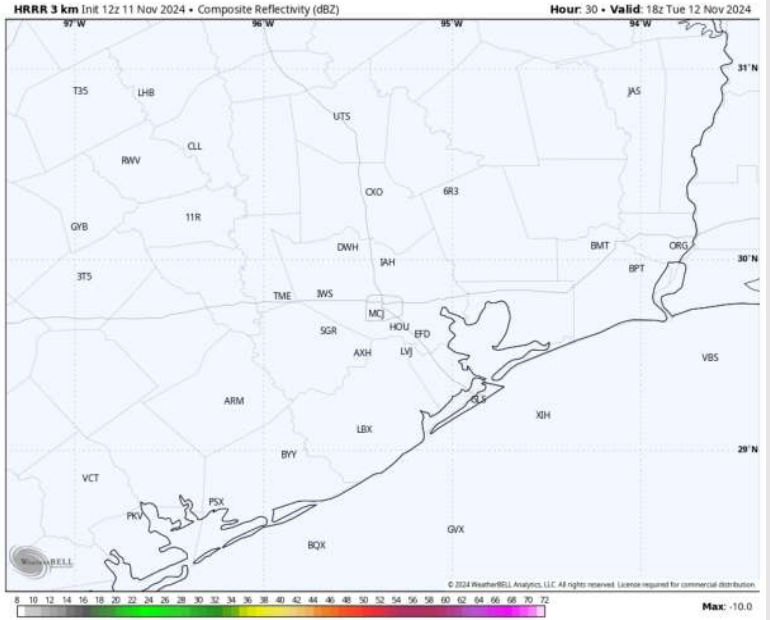 HRRR 3 km Init 12z 11 Nov 2024 • Composite Reflectivity (dBZ) Hour: 30 • Valid: 18z Tue 12 Nov 2024
97°W 96°W 95°W 94°W
31°N
T35 LHB JAS
UTS
CLL
RWV
CXO 6R3
11R
GYB
DWH BMT ORG
IAH 30°N
3T5 BPT
TME IWS
MCJ
SGR HOU EFD
AXH LVJ VBS
ARM GLS
XIH
LBX
29°N
BYY
VCT
PSX
PKV
GVX
BQX
WeatherBELL
© 2024 WeatherBELL Analytics, LLC. All rights reserved. License required for commercial distribution.
8 10 12 14 16 18 20 22 24 26 28 30 32 34 36 38 40 42 44 46 48 50 52 54 56 58 60 62 64 66 68 70 72 Max: -10.0